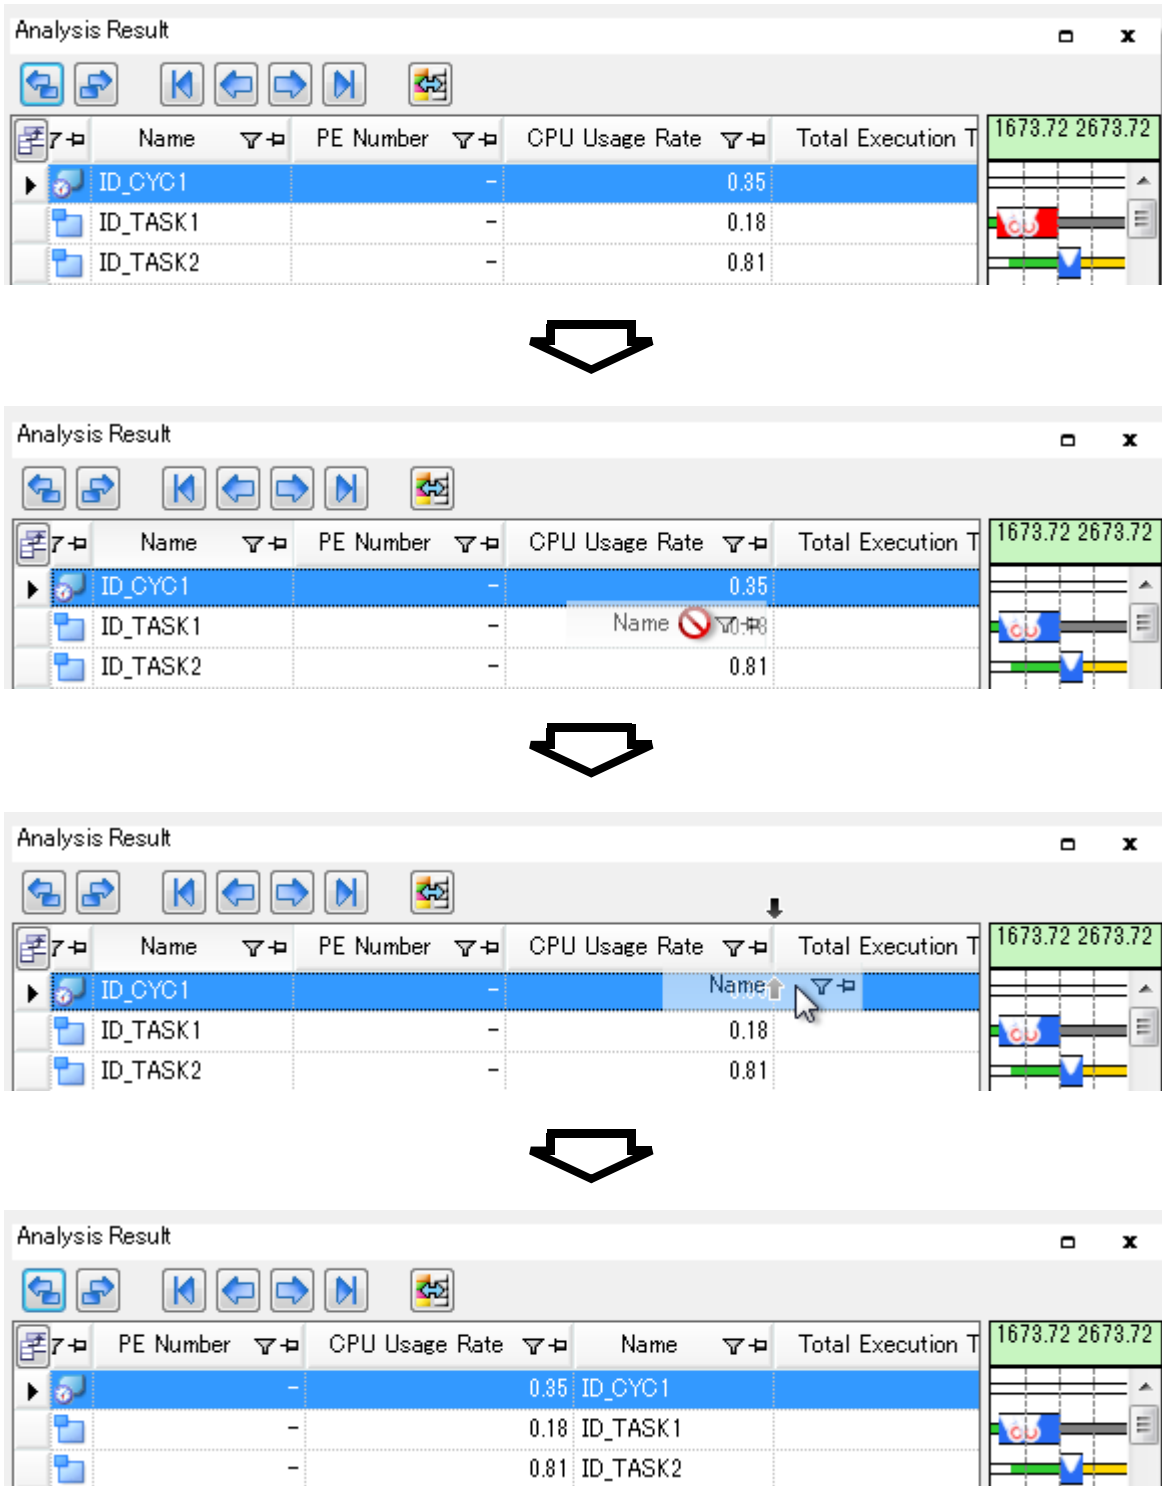 Analysis Result
Name PE Number CPU Usage Rate Total Execution T 1673.72 2673.72
ID_CYC1 - 0.35
ID_TASK1 - 0.18
ID_TASK2 - 0.81
Analysis Result
Name PE Number CPU Usage Rate Total Execution T 1673.72 2673.72
ID_CYC1 - 0.35
ID_TASK1 - Name
ID_TASK2 - 0.81
Analysis Result
Name PE Number CPU Usage Rate Total Execution T 1673.72 2673.72
ID_CYC1 - Name
ID_TASK1 - 0.18
ID_TASK2 - 0.81
Analysis Result
PE Number CPU Usage Rate Name Total Execution T 1673.72 2673.72
- 0.35 ID_CYC1
- 0.18 ID_TASK1
- 0.81 ID_TASK2